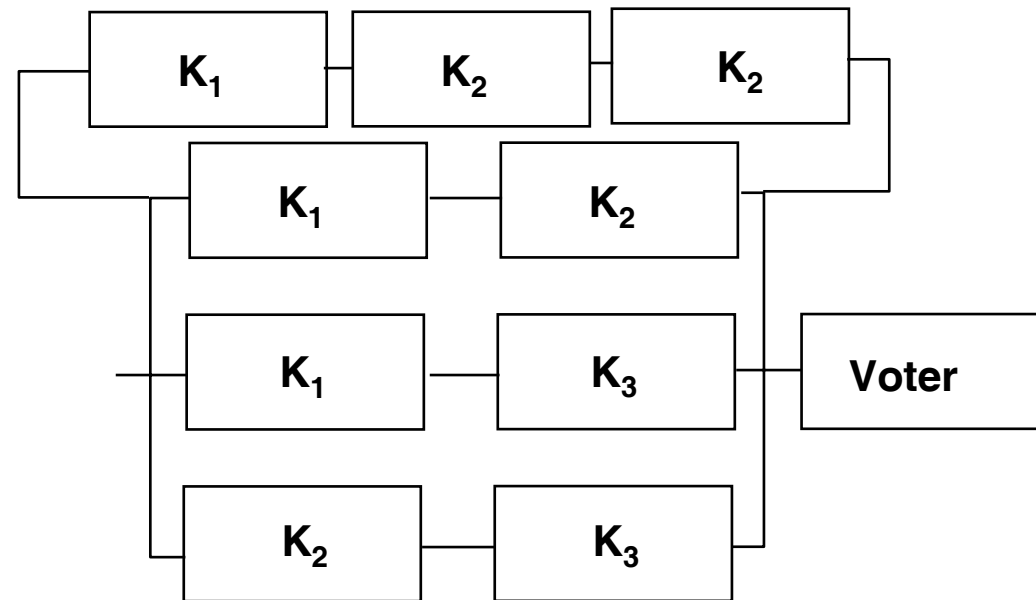 K₁ K₂ K₂
K₁ K₂
K₁ K₃ Voter
K₂ K₃